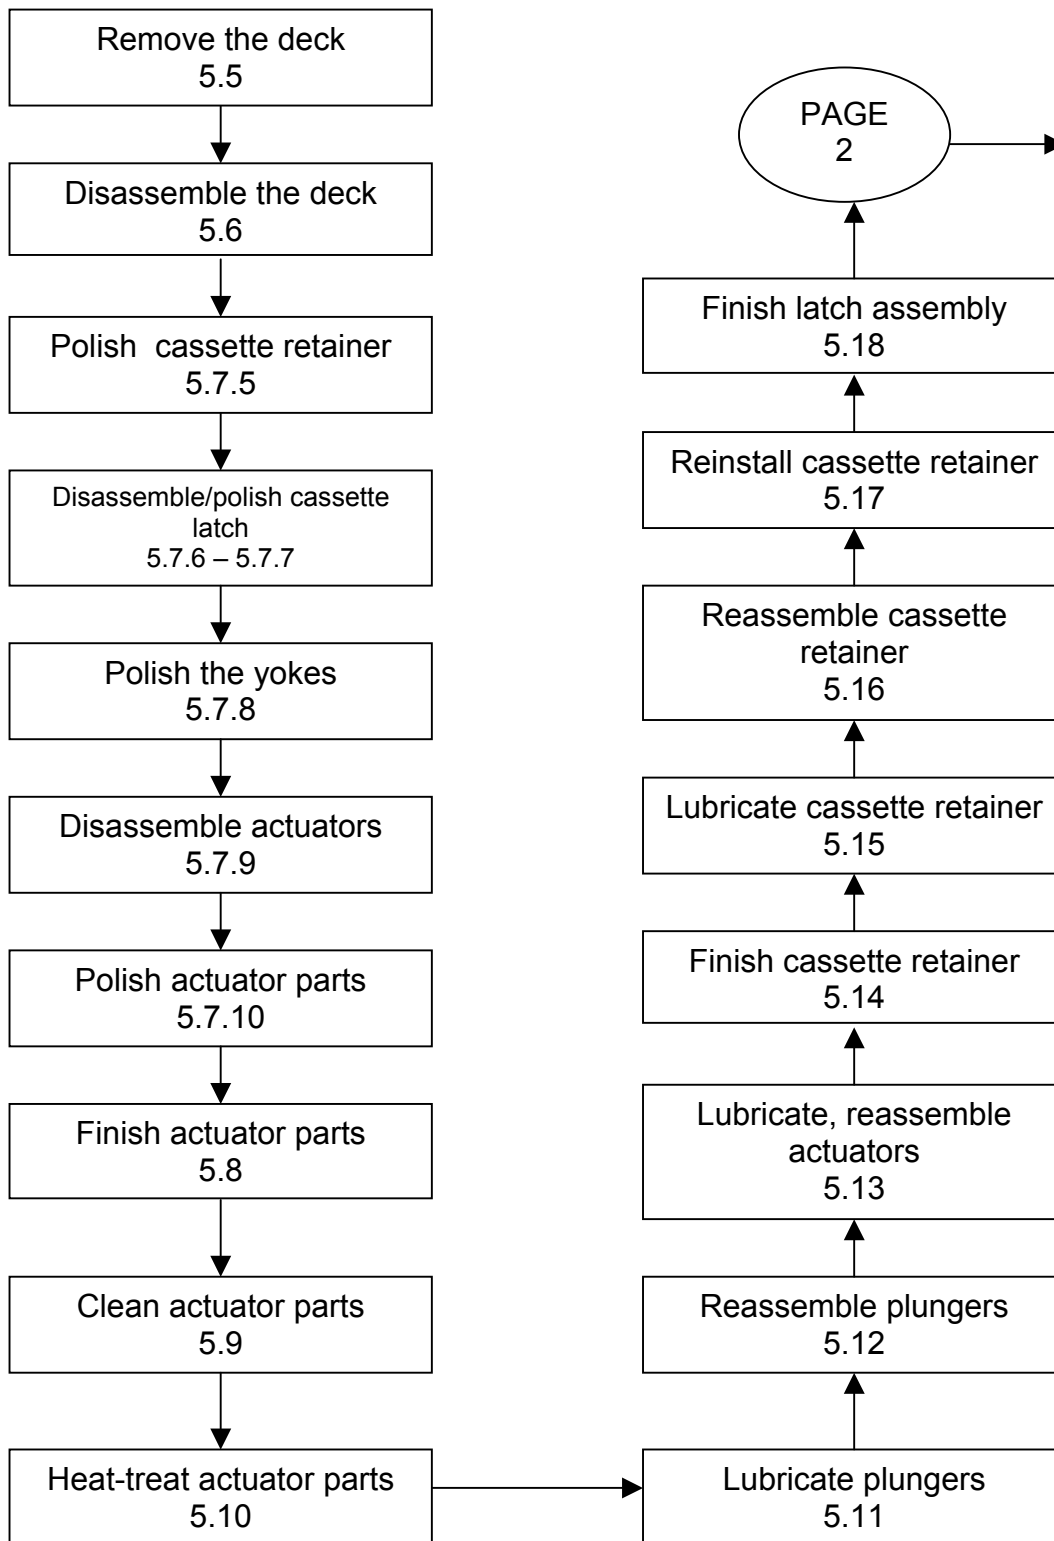 Remove the deck
5.5
Disassemble the deck
5.6
Polish  cassette retainer
5.7.5
Disassemble/polish cassette
latch
5.7.6 – 5.7.7
Polish the yokes
5.7.8
Disassemble actuators
5.7.9
Polish actuator parts
5.7.10
Finish actuator parts
5.8
Clean actuator parts
5.9
Heat-treat actuator parts
5.10
Lubricate plungers
5.11
Reassemble plungers
5.12
Lubricate, reassemble
actuators
5.13
Finish cassette retainer
5.14
Lubricate cassette retainer
5.15
Reassemble cassette
retainer
5.16
Reinstall cassette retainer
5.17
Finish latch assembly
5.18
PAGE
2